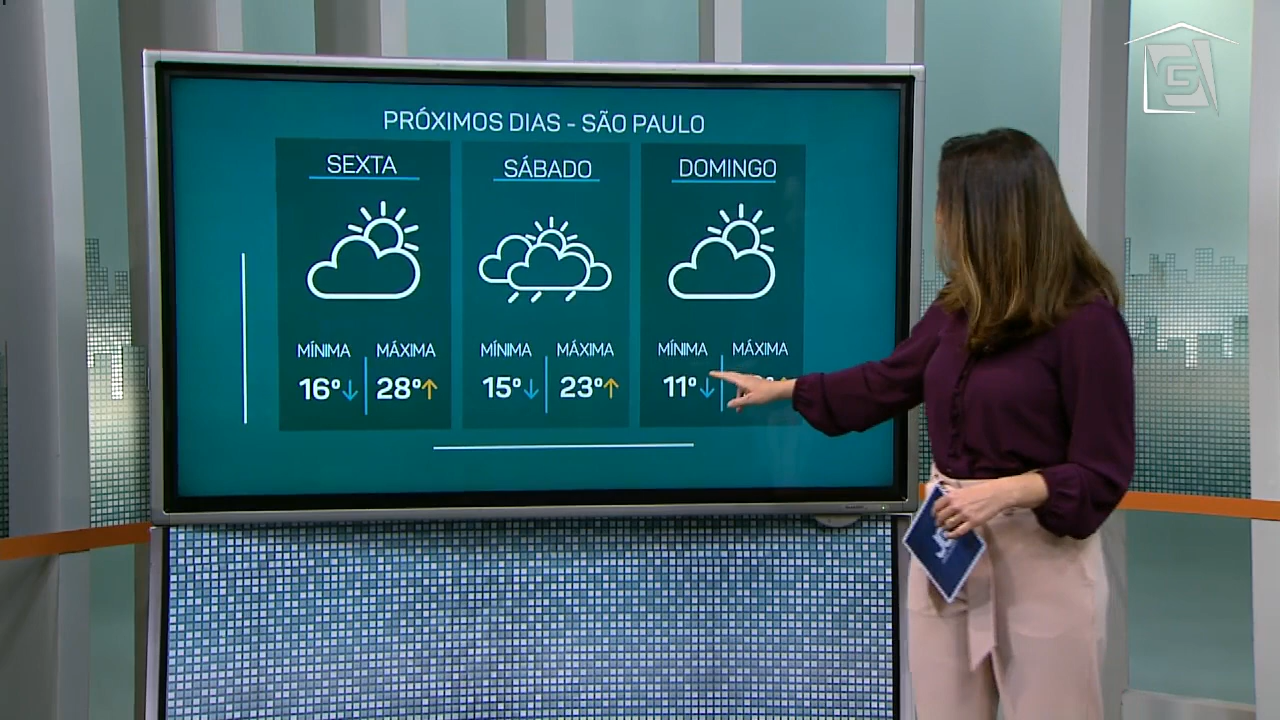 PRÓXIMOS DIAS - SÃO PAULO
SEXTA
SÁBADO
DOMINGO
MÍNIMA
MÁXIMA
16º
28º
MÍNIMA
MÁXIMA
15º
23º
MÍNIMA
MÁXIMA
11º
G